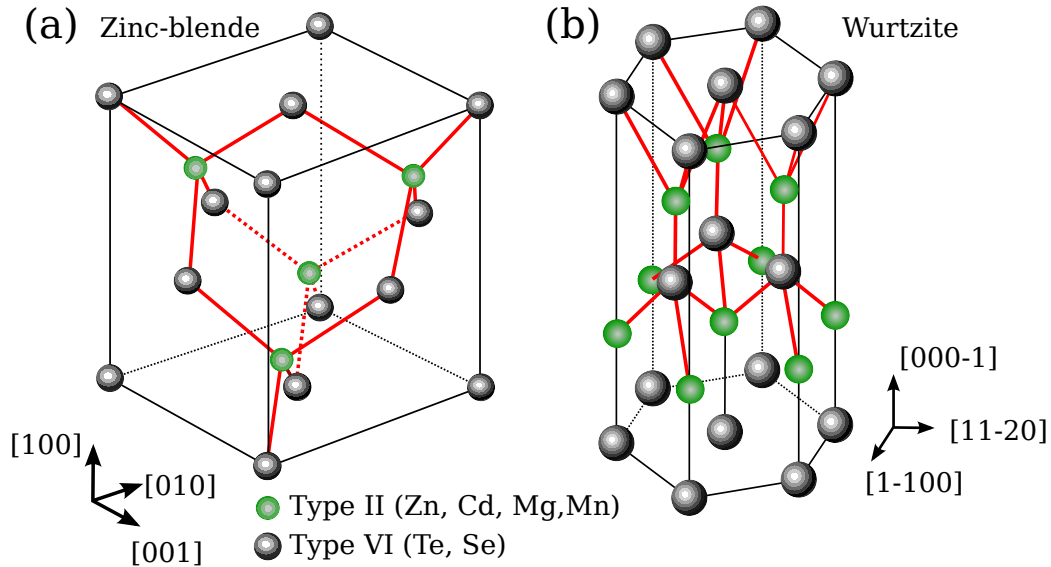 (a) Zinc-blende
(b) Wurtzite
[100]
[010]
[001]
Type II (Zn, Cd, Mg,Mn)
Type VI (Te, Se)
[000-1]
[11-20]
[1-100]